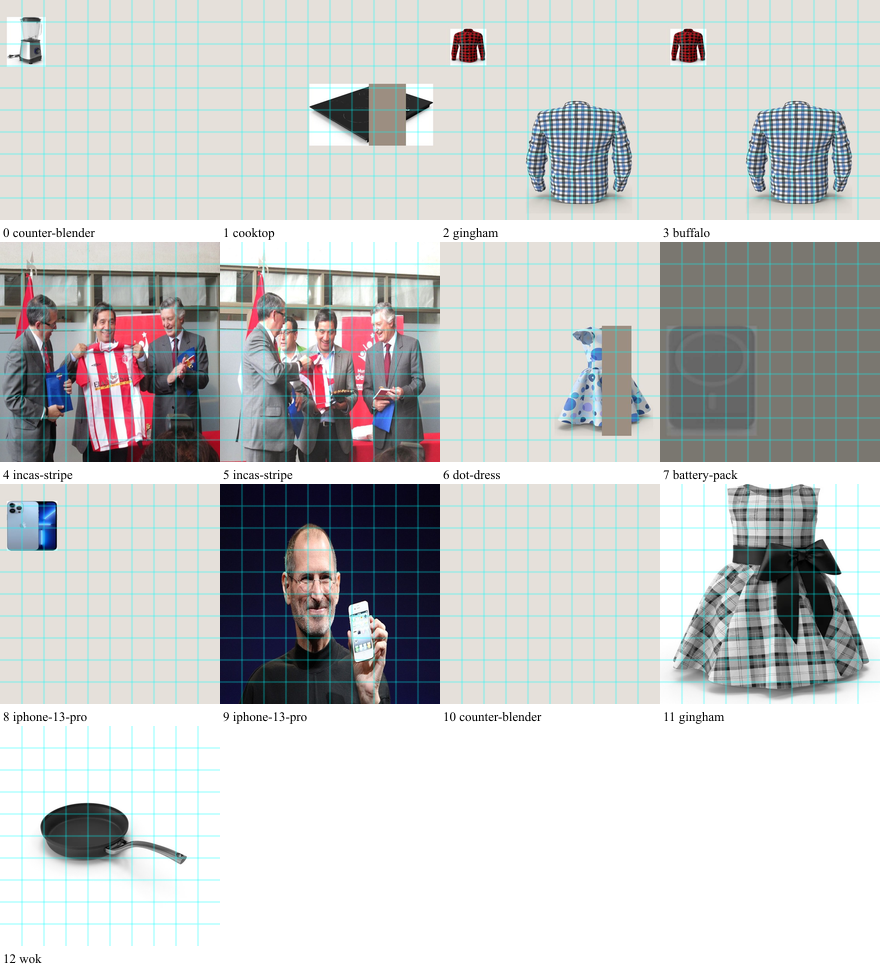 0 counter-blender
1 cooktop
2 gingham
3 buffalo
4 incas-stripe
5 incas-stripe
6 dot-dress
7 battery-pack
8 iphone-13-pro
9 iphone-13-pro
10 counter-blender
11 gingham
12 wok